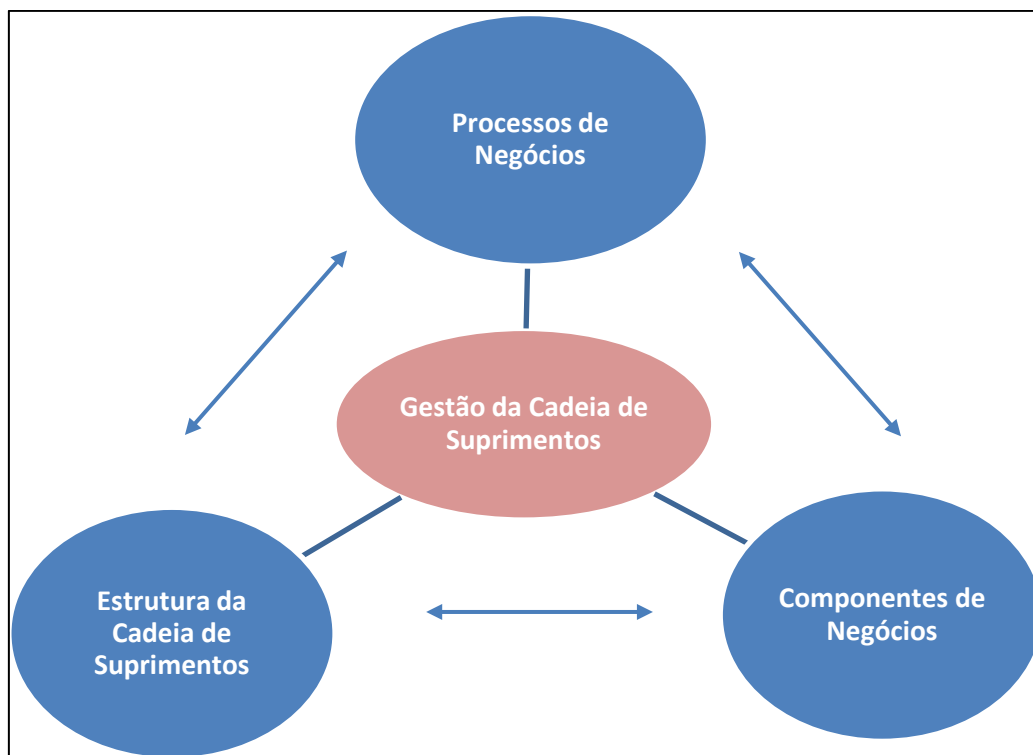 Processos de
Negócios
Gestão da Cadeia de
Suprimentos
Estrutura da
Cadeia de
Suprimentos
Componentes de
Negócios